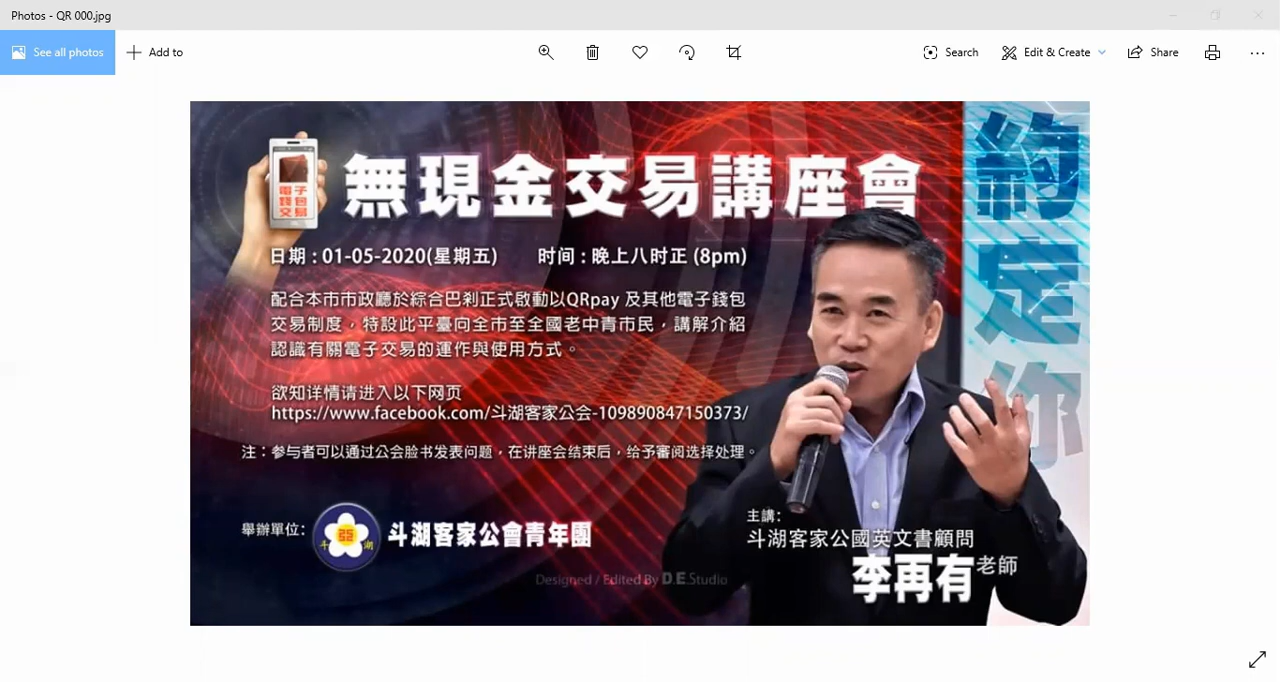 Photos - QR 000.jpg
See all photos
Add to
Search
Edit & Create
Share
約定你
電子
錢包
交易
無現金交易講座會
日期 : 01-05-2020(星期五) 时间 : 晚上八时正 (8pm)
配合本市市政廳於綜合巴剎正式啟動以QRpay 及其他電子錢包
交易制度，特設此平臺向全市至全國老中青市民，講解介紹
認識有關電子交易的運作與使用方式。
欲知详情请进入以下网页
https://www.facebook.com/斗湖客家公会-109890847150373/
注：参与者可以通过公会脸书发表问题，在讲座会结束后，给予審阅选择处理。
舉辦單位:
斗 湖
斗湖客家公會青年團
主講:
斗湖客家公國英文書顧問
李再有老師
Designed / Edited By D.E.Studio